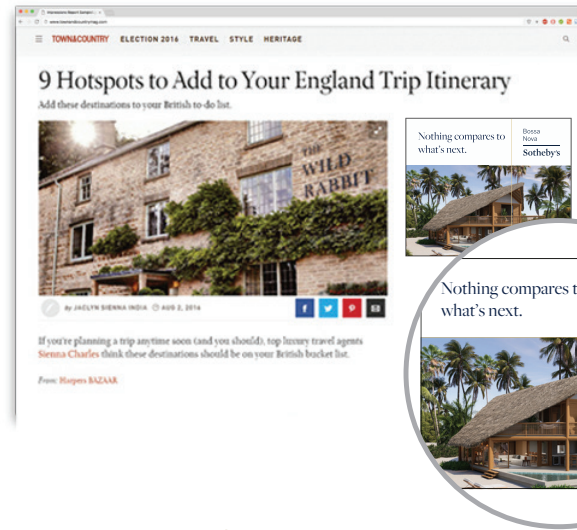 www.townandcountrymag.com
TOWN&COUNTRY ELECTION 2016 TRAVEL STYLE HERITAGE
9 Hotspots to Add to Your England Trip Itinerary
Add these destinations to your British to-do list.
THE
WILD
RABBIT
by JACLYN SIENNA INDIA AUG 2, 2016
If you're planning a trip anytime soon (and you should), top luxury travel agents
Sienna Charles think these destinations should be on your British bucket list.
From: Harpers BAZAAR
Nothing compares to
what's next.
Bossa
Nova
Sotheby's
Nothing compares t
what's next.